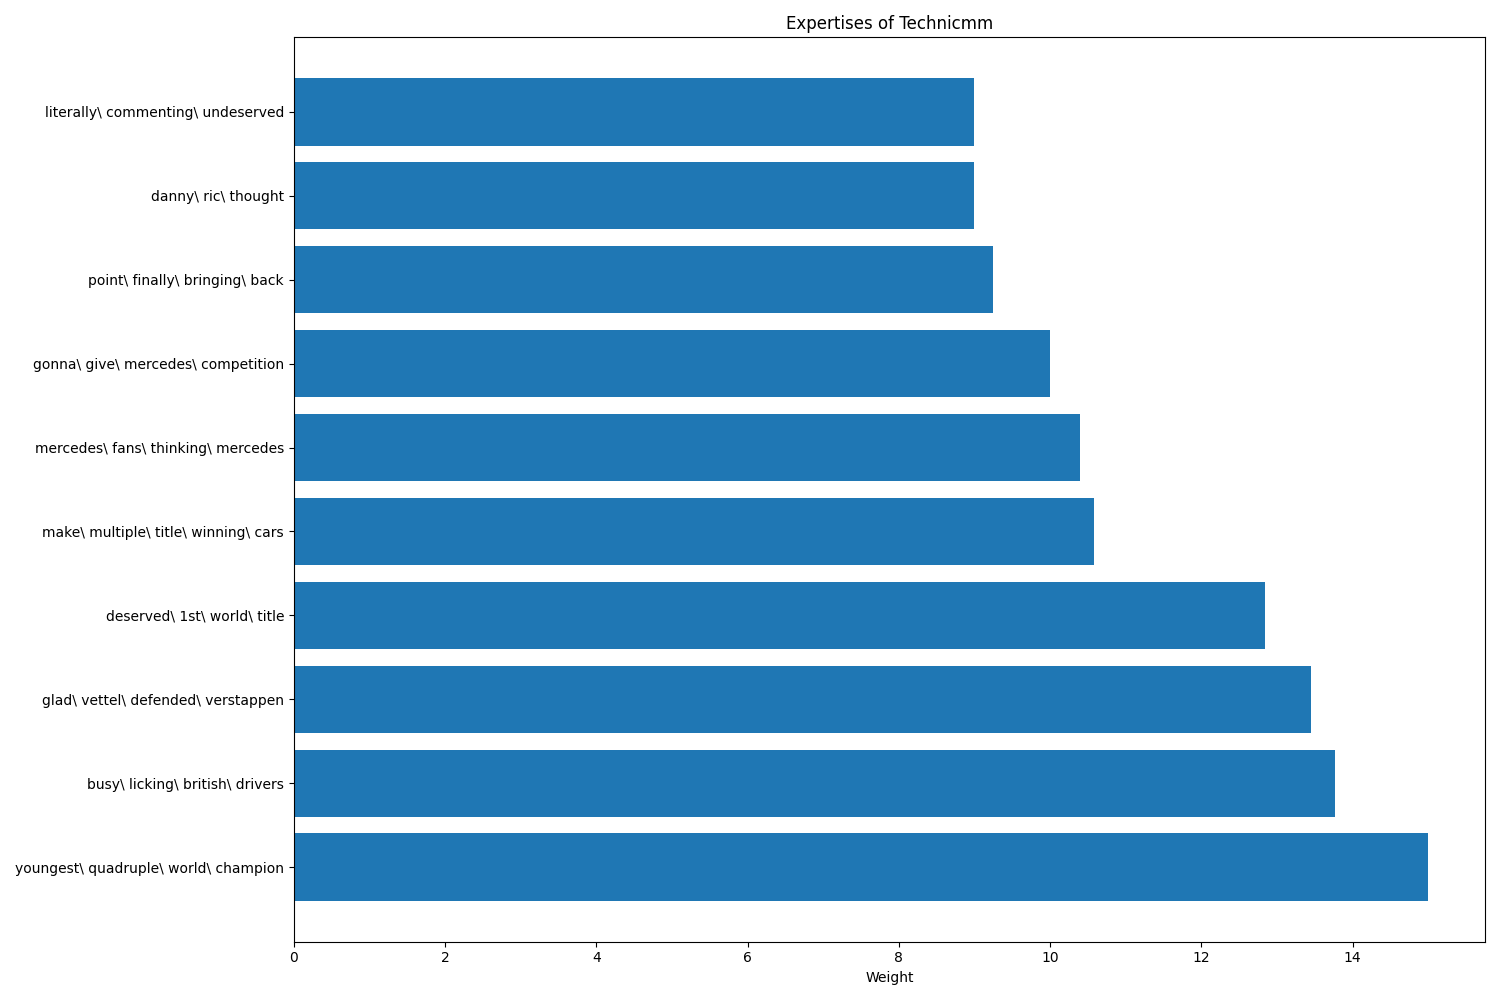 Expertises of Technicmm
literally\ commenting\ undeserved
danny\ ric\ thought
point\ finally\ bringing\ back
gonna\ give\ mercedes\ competition
mercedes\ fans\ thinking\ mercedes
make\ multiple\ title\ winning\ cars
deserved\ 1st\ world\ title
glad\ vettel\ defended\ verstappen
busy\ licking\ british\ drivers
youngest\ quadruple\ world\ champion
0 2 4 6 8 10 12 14
Weight